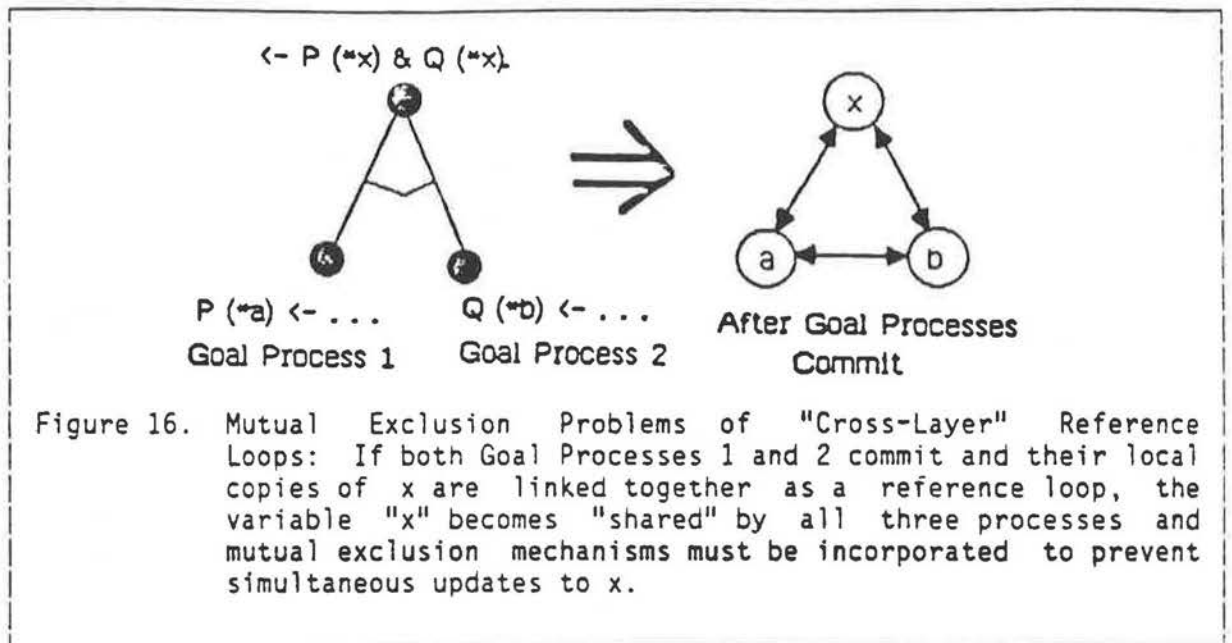 <- P (*x) & Q (*x).
x
a b
P (*a) <- . . . Q (*b) <- . . .
Goal Process 1 Goal Process 2
After Goal Processes
Commit
Figure 16. Mutual Exclusion Problems of "Cross-Layer" Reference
Loops: If both Goal Processes 1 and 2 commit and their local
copies of x are linked together as a reference loop, the
variable "x" becomes "shared" by all three processes and
mutual exclusion mechanisms must be incorporated to prevent
simultaneous updates to x.